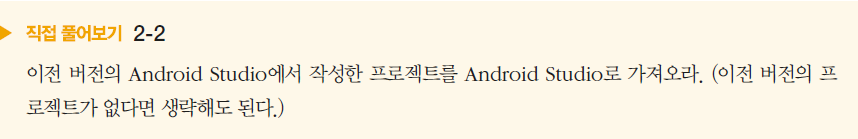 ▶ 직접 풀어보기 2-2
이전 버전의 Android Studio에서 작성한 프로젝트를 Android Studio로 가져오라. (이전 버전의 프
로젝트가 없다면 생략해도 된다.)